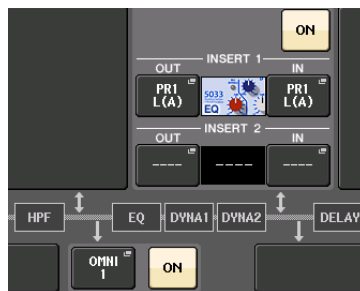 ON
INSERT 1
OUT
IN
PR1
L(A)
5033
EQ
PR1
L(A)
INSERT 2
OUT
IN
----
----
----
HPF
EQ
DYNA1
DYNA2
DELAY
OMNI
1
ON